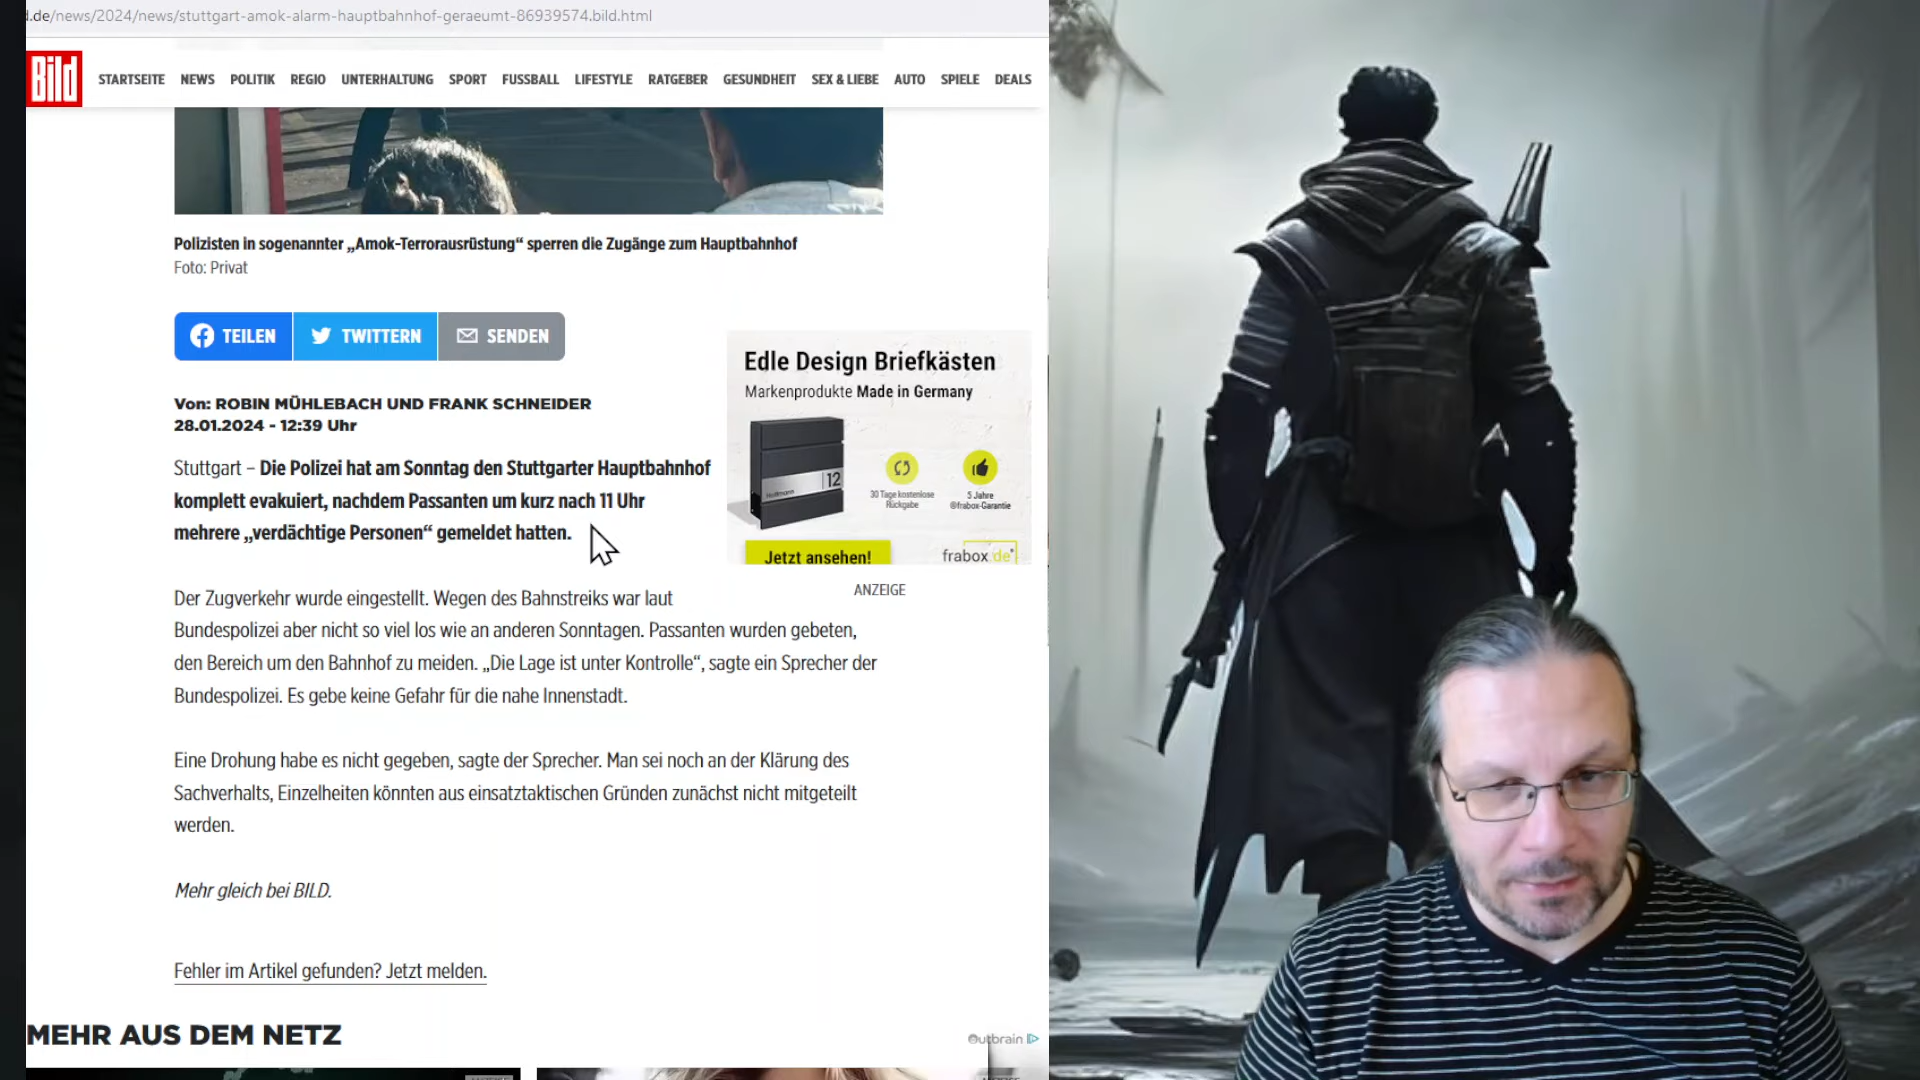 .de/news/2024/news/stuttgart-amok-alarm-hauptbahnhof-geraeumt-86939574.bild.html
Bild
STARTSEITE NEWS POLITIK REGIO UNTERHALTUNG SPORT FUSSBALL LIFESTYLE RATGEBER GESUNDHEIT SEX & LIEBE AUTO SPIELE DEALS
Polizisten in sogenannter „Amok-Terrorausrüstung“ sperren die Zugänge zum Hauptbahnhof
Foto: Privat
TEILEN TWITTERN SENDEN
Von: ROBIN MÜHLEBACH UND FRANK SCHNEIDER
28.01.2024 - 12:39 Uhr
Stuttgart – Die Polizei hat am Sonntag den Stuttgarter Hauptbahnhof
komplett evakuiert, nachdem Passanten um kurz nach 11 Uhr
mehrere „verdächtige Personen“ gemeldet hatten.
Edle Design Briefkästen
Markenprodukte Made in Germany
12
30 Tage kostenlose
Rückgabe
5 Jahre
@frabox-Garantie
Jetzt ansehen!
frabox.de
ANZEIGE
Der Zugverkehr wurde eingestellt. Wegen des Bahnstreiks war laut
Bundespolizei aber nicht so viel los wie an anderen Sonntagen. Passanten wurden gebeten,
den Bereich um den Bahnhof zu meiden. „Die Lage ist unter Kontrolle“, sagte ein Sprecher der
Bundespolizei. Es gebe keine Gefahr für die nahe Innenstadt.
Eine Drohung habe es nicht gegeben, sagte der Sprecher. Man sei noch an der Klärung des
Sachverhalts, Einzelheiten könnten aus einsatztaktischen Gründen zunächst nicht mitgeteilt
werden.
Mehr gleich bei BILD.
Fehler im Artikel gefunden? Jetzt melden.
MEHR AUS DEM NETZ
Outbrain